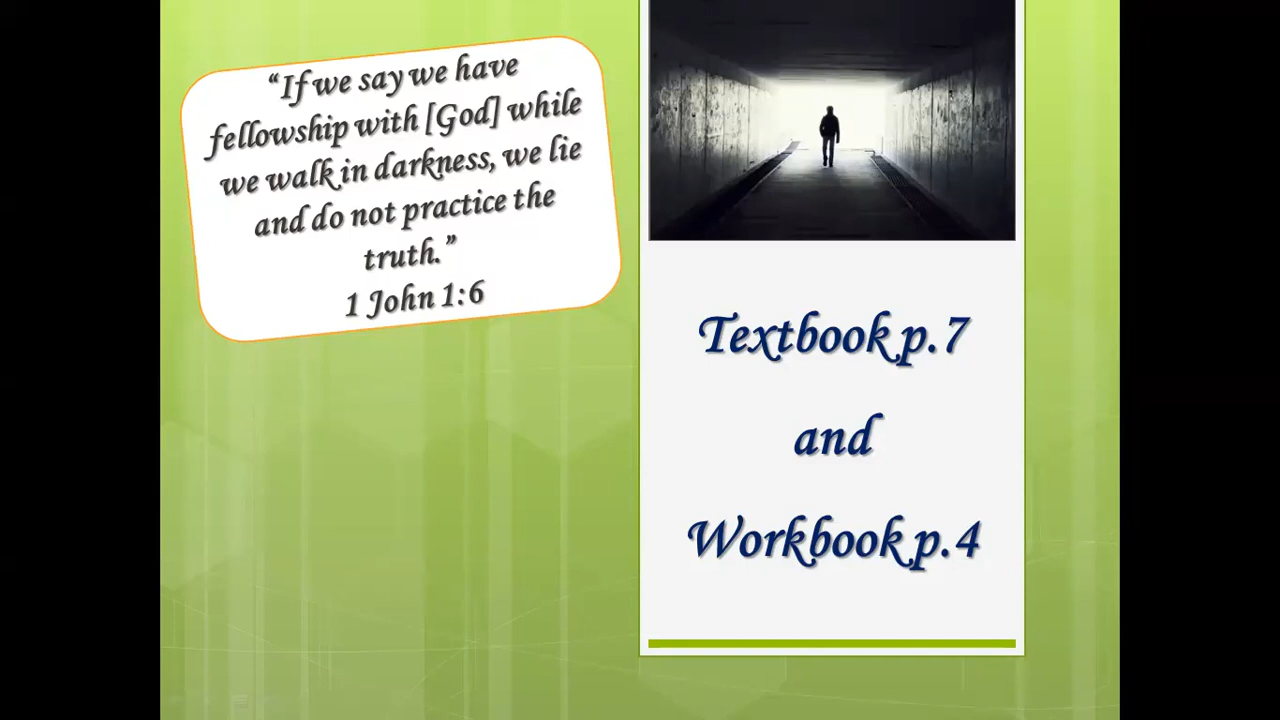 “If we say we have
fellowship with [God] while
we walk in darkness, we lie
and do not practice the
truth.”
1 John 1:6
Textbook p.7
and
Workbook p.4